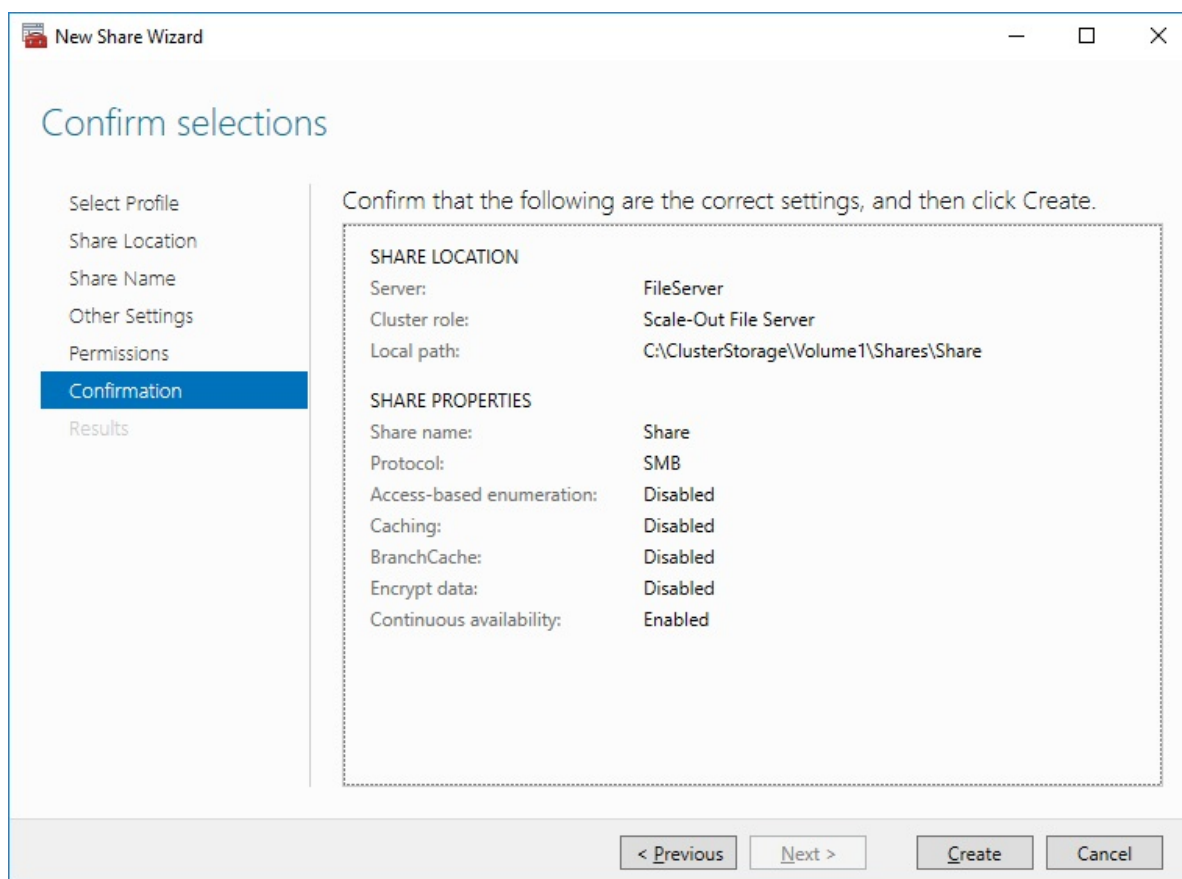 New Share Wizard
Confirm selections
Select Profile
Share Location
Share Name
Other Settings
Permissions
Confirmation
Results
Confirm that the following are the correct settings, and then click Create.
SHARE LOCATION
Server: FileServer
Cluster role: Scale-Out File Server
Local path: C:\ClusterStorage\Volume1\Shares\Share
SHARE PROPERTIES
Share name: Share
Protocol: SMB
Access-based enumeration: Disabled
Caching: Disabled
BranchCache: Disabled
Encrypt data: Disabled
Continuous availability: Enabled
< Previous Next > Create Cancel